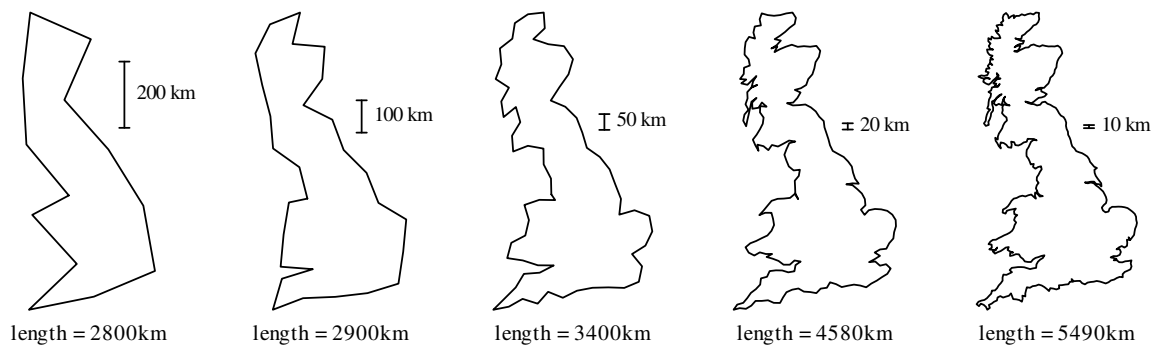 200 km
100 km
50 km
20 km
10 km
length = 2800km
length = 2900km
length = 3400km
length = 4580km
length = 5490km